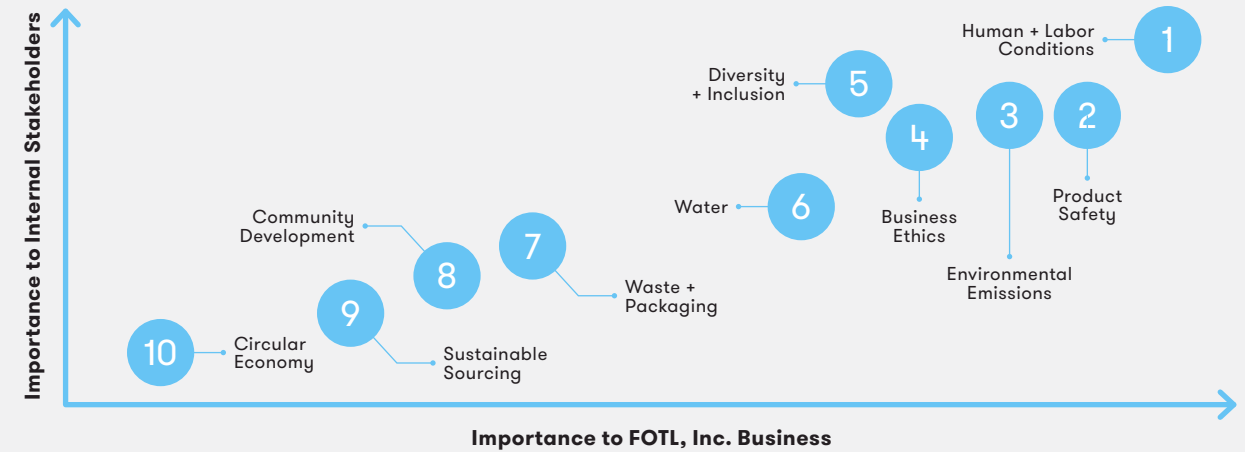 Importance to Internal Stakeholders
Human + Labor
Conditions
1
Diversity
+ Inclusion
5
4
3
2
Business
Ethics
Environmental
Emissions
Product
Safety
Water
6
Community
Development
8
7
Waste +
Packaging
9
Sustainable
Sourcing
10
Circular
Economy
Importance to FOTL, Inc. Business